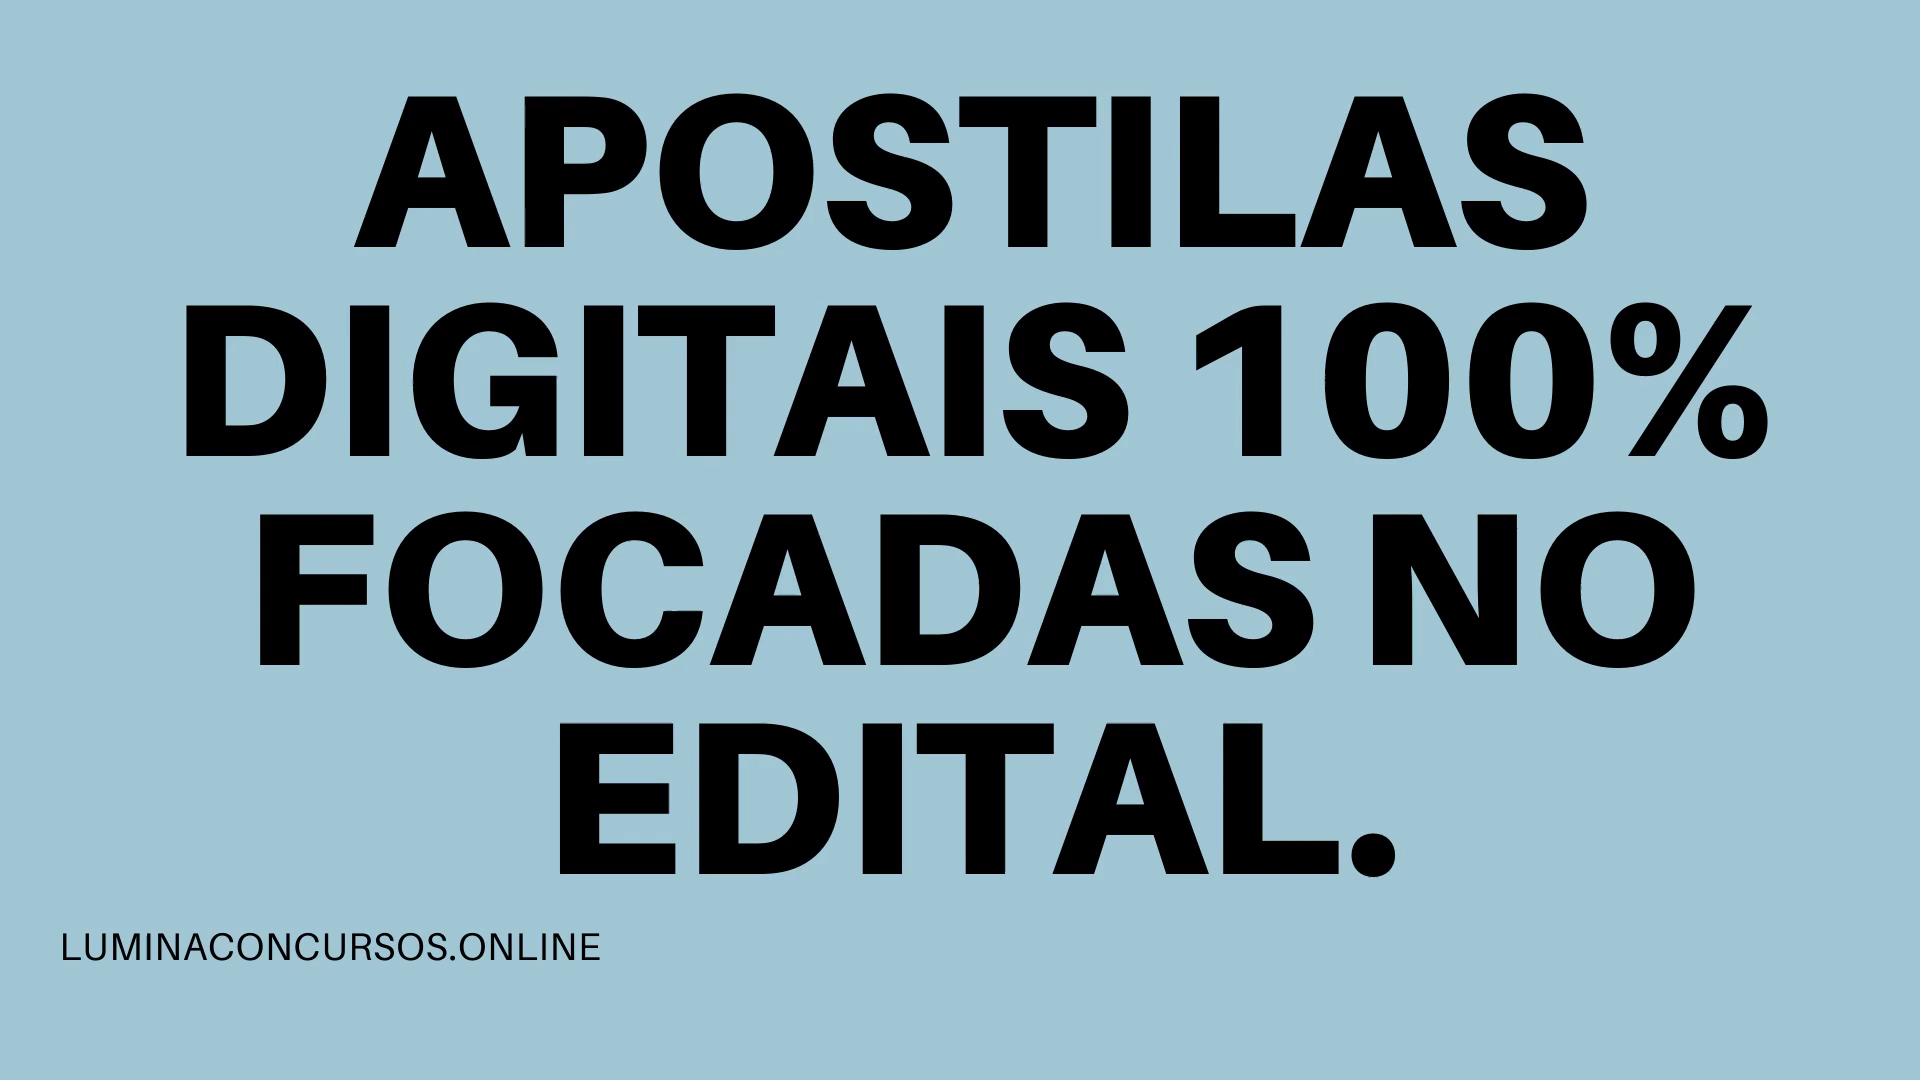 APOSTILAS
DIGITAIS 100%
FOCADAS NO
EDITAL.
LUMINACONCURSOS.ONLINE